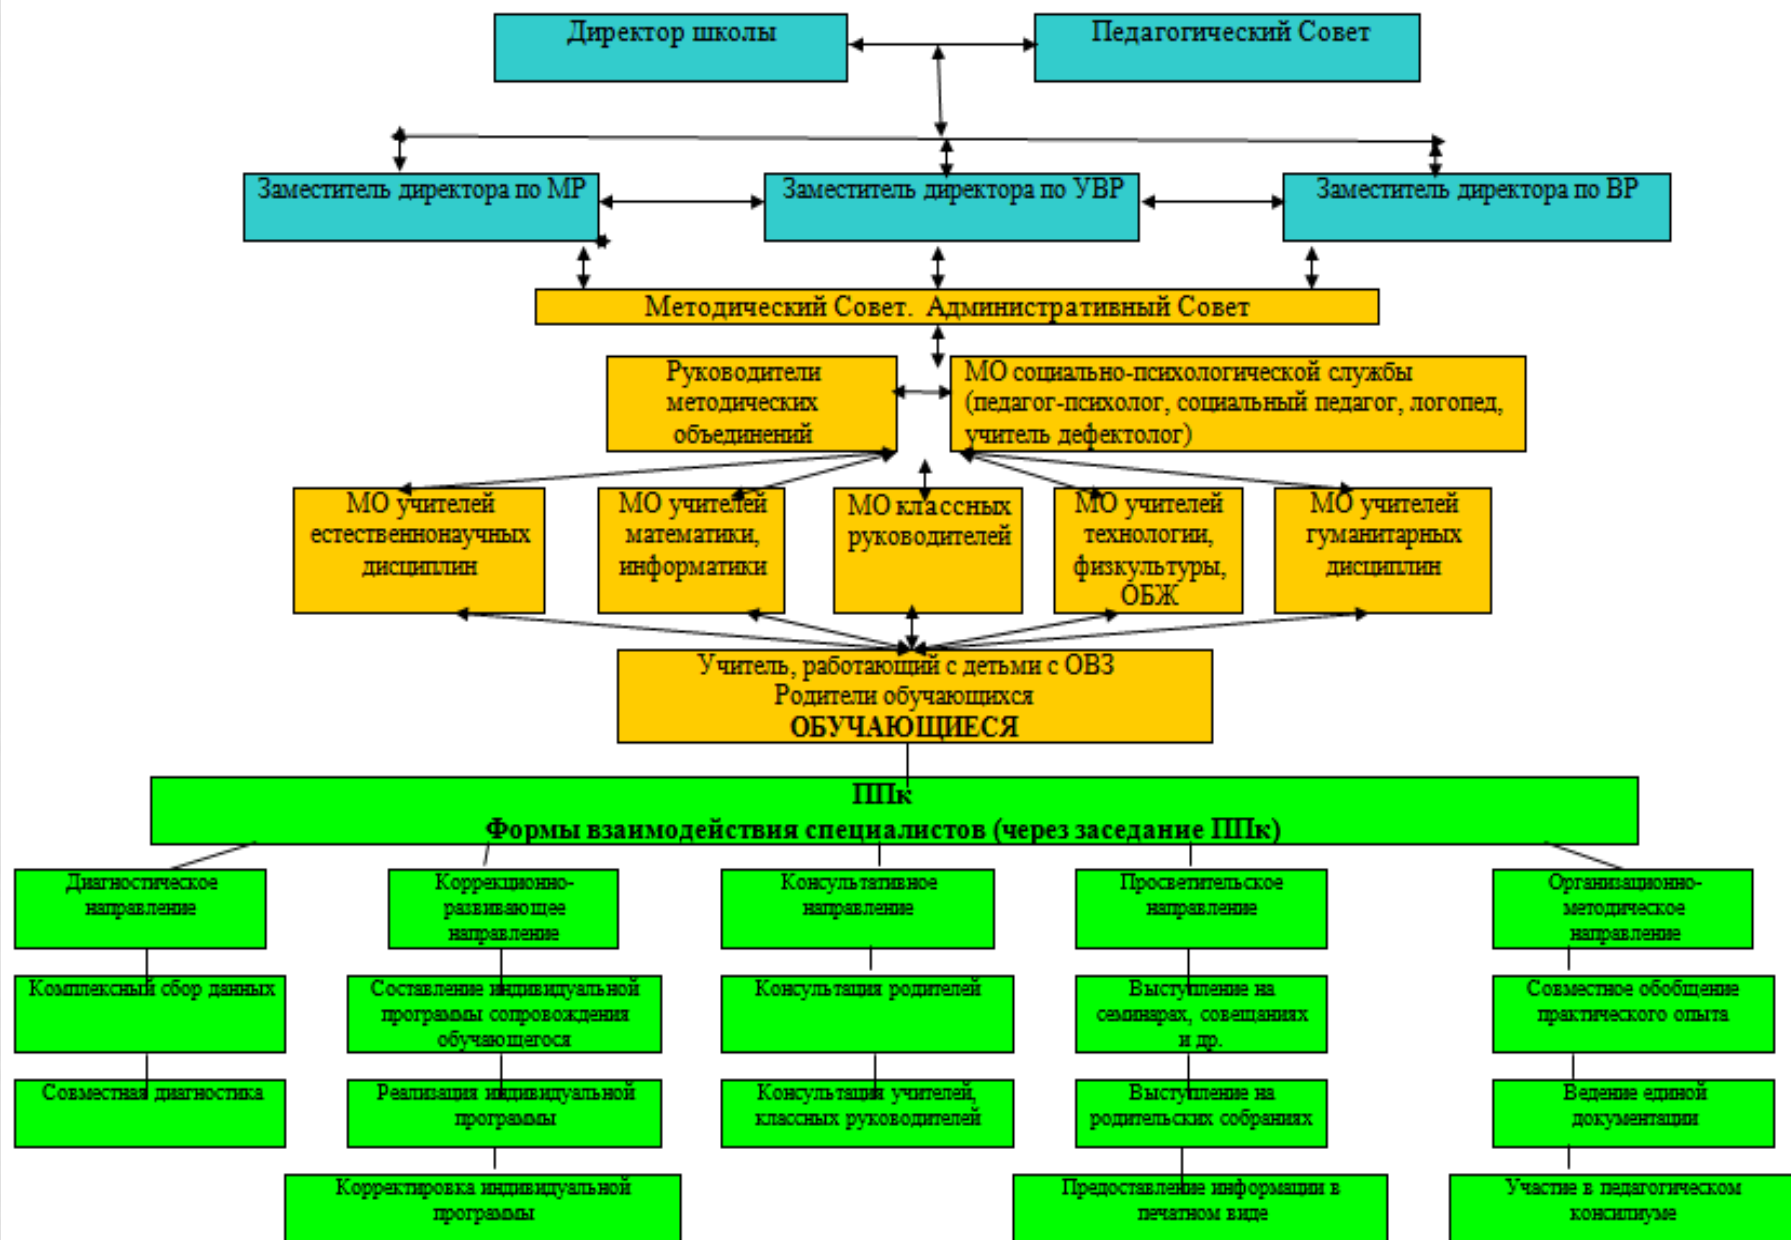 Директор школы
Педагогический Совет
Заместитель директора по МР
Заместитель директора по УВР
Заместитель директора по ВР
Методический Совет.  Административный Совет
Руководители
методических
объединений
МО социально-психологической службы
(педагог-психолог, социальный педагог, логопед,
учитель дефектолог)
МО учителей
естественнонаучных
дисциплин
МО учителей
математики,
информатики
МО классных
руководителей
МО учителей
технологии,
физкультуры,
ОБЖ
МО учителей
гуманитарных
дисциплин
Учитель, работающий с детьми с ОВЗ
Родители обучающихся
ОБУЧАЮЩИЕСЯ
ППк
Формы взаимодействия специалистов (через заседание ППк)
Диагностическое
направление
Коррекционно-
развивающее
направление
Консультативное
направление
Просветительское
направление
Организационно-
методическое
направление
Комплексный сбор данных
Составление индивидуальной
программы сопровождения
обучающегося
Консультация родителей
Выступление на
семинарах, совещаниях
и др.
Совместное обобщение
практического опыта
Совместная диагностика
Реализация индивидуальной
программы
Консультации учителей,
классных руководителей
Выступление на
родительских собраниях
Ведение единой
документации
Корректировка индивидуальной
программы
Предоставление информации в
печатном виде
Участие в педагогическом
консилиуме